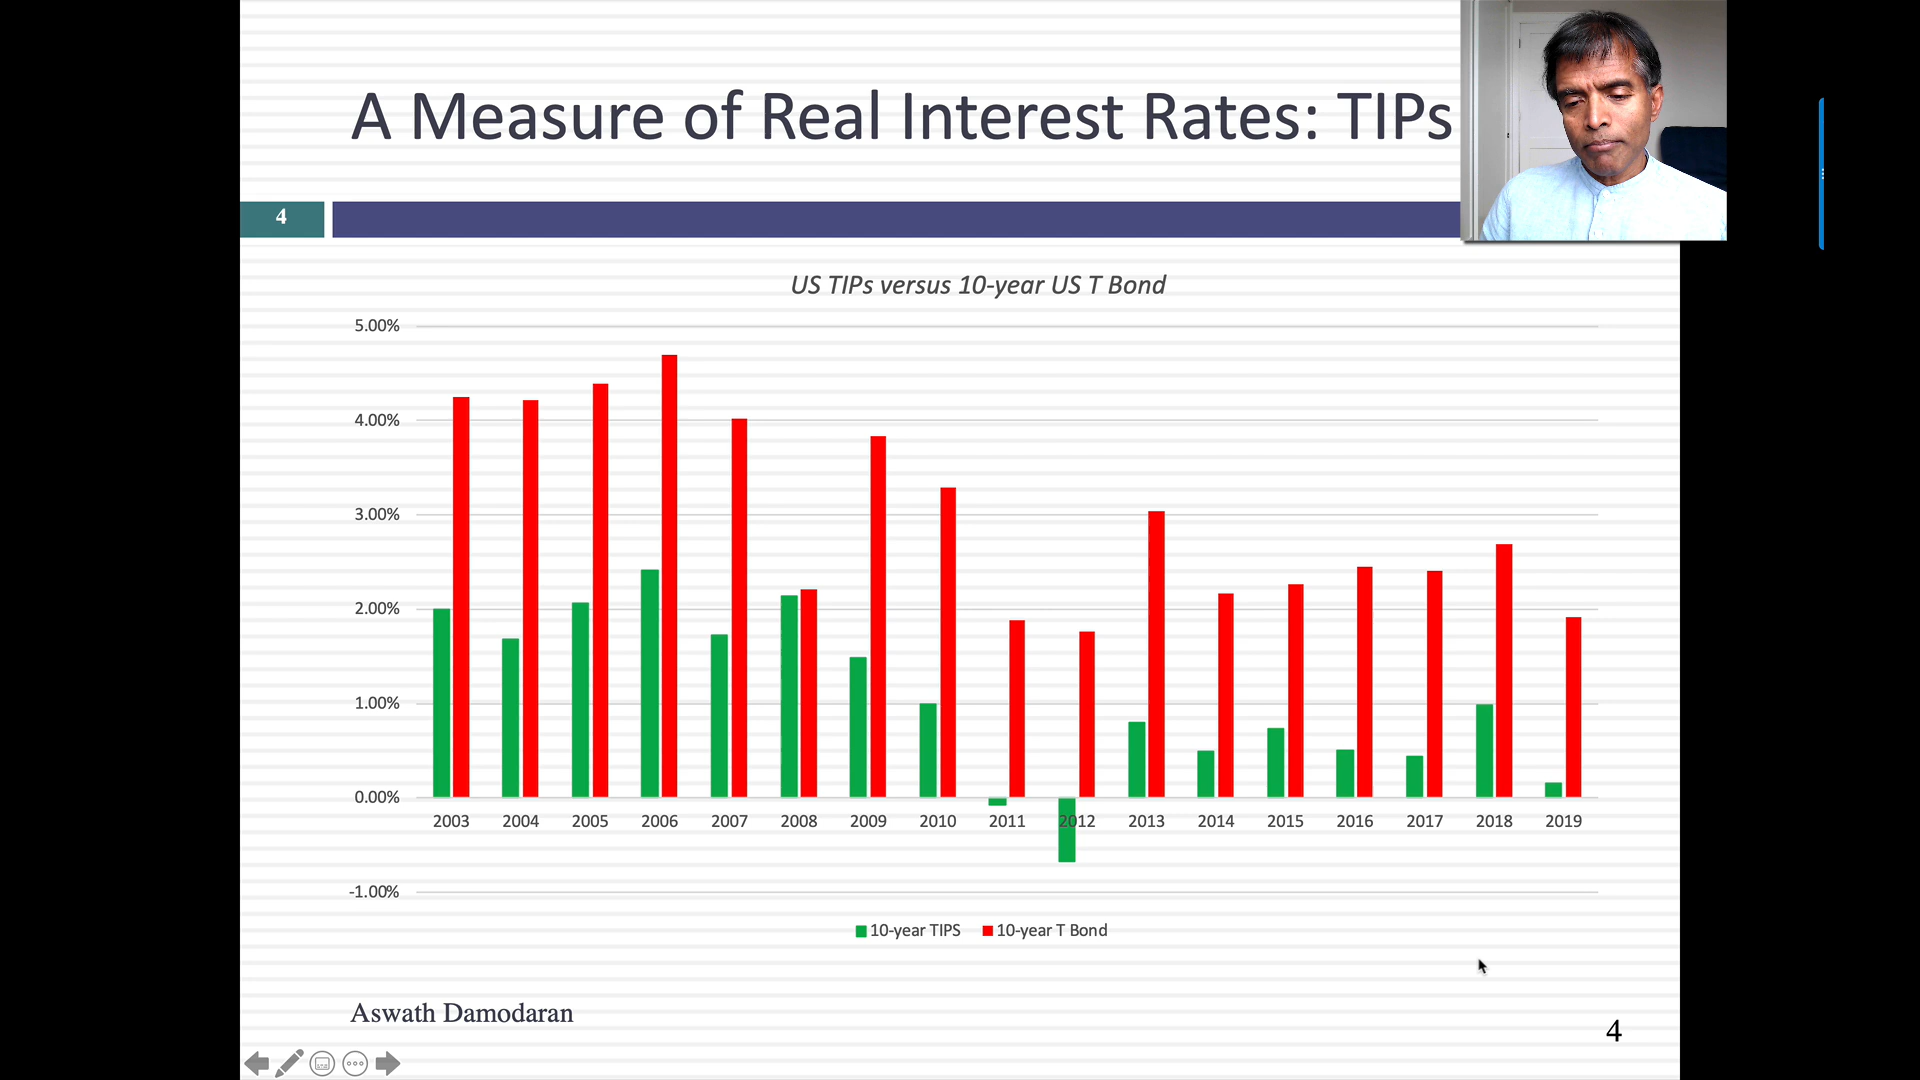 A Measure of Real Interest Rates: TIPs
4
US TIPs versus 10-year US T Bond
5.00%
4.00%
3.00%
2.00%
1.00%
0.00%
-1.00%
2003 2004 2005 2006 2007 2008 2009 2010 2011 2012 2013 2014 2015 2016 2017 2018 2019
10-year TIPS 10-year T Bond
Aswath Damodaran
4